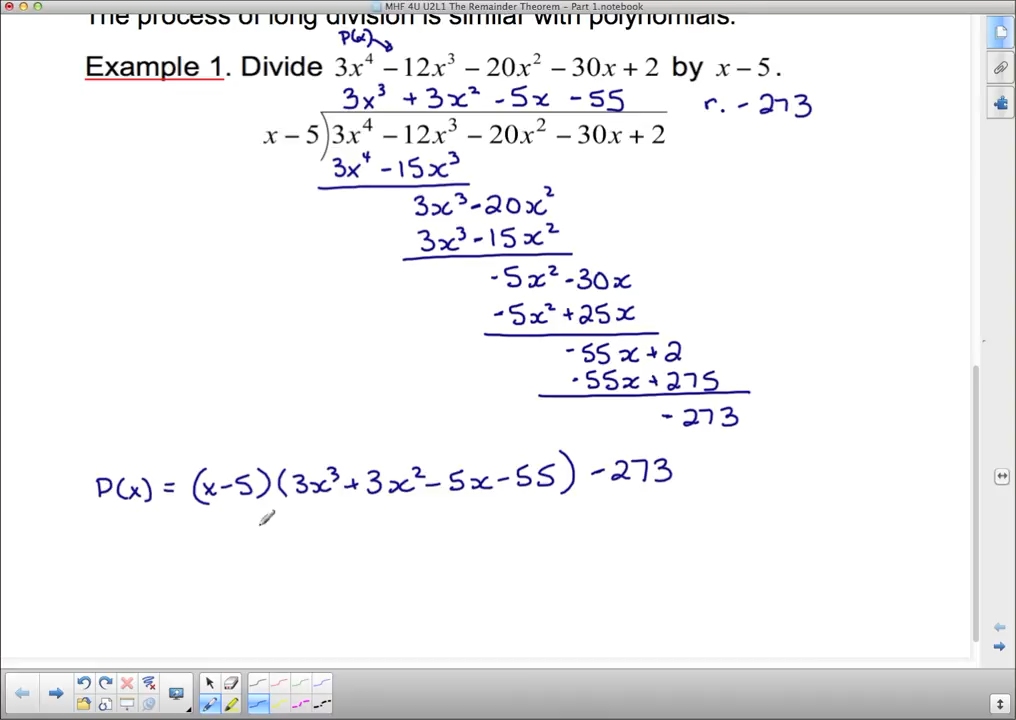 MHF 4U U2L1 The Remainder Theorem - Part 1.notebook
The process of long division is similar with polynomials.
P(x)
Example 1. Divide 3x⁴ − 12x³ − 20x² − 30x + 2 by x − 5.
3x³ + 3x² - 5x - 55 r. - 273
x − 5 3x⁴ − 12x³ − 20x² − 30x + 2
3x⁴ - 15x³
3x³ - 20x²
3x³ - 15x²
-5x² - 30x
-5x² + 25x
-55x + 2
-55x + 275
- 273
P(x) = (x - 5)(3x³ + 3x² - 5x - 55) - 273